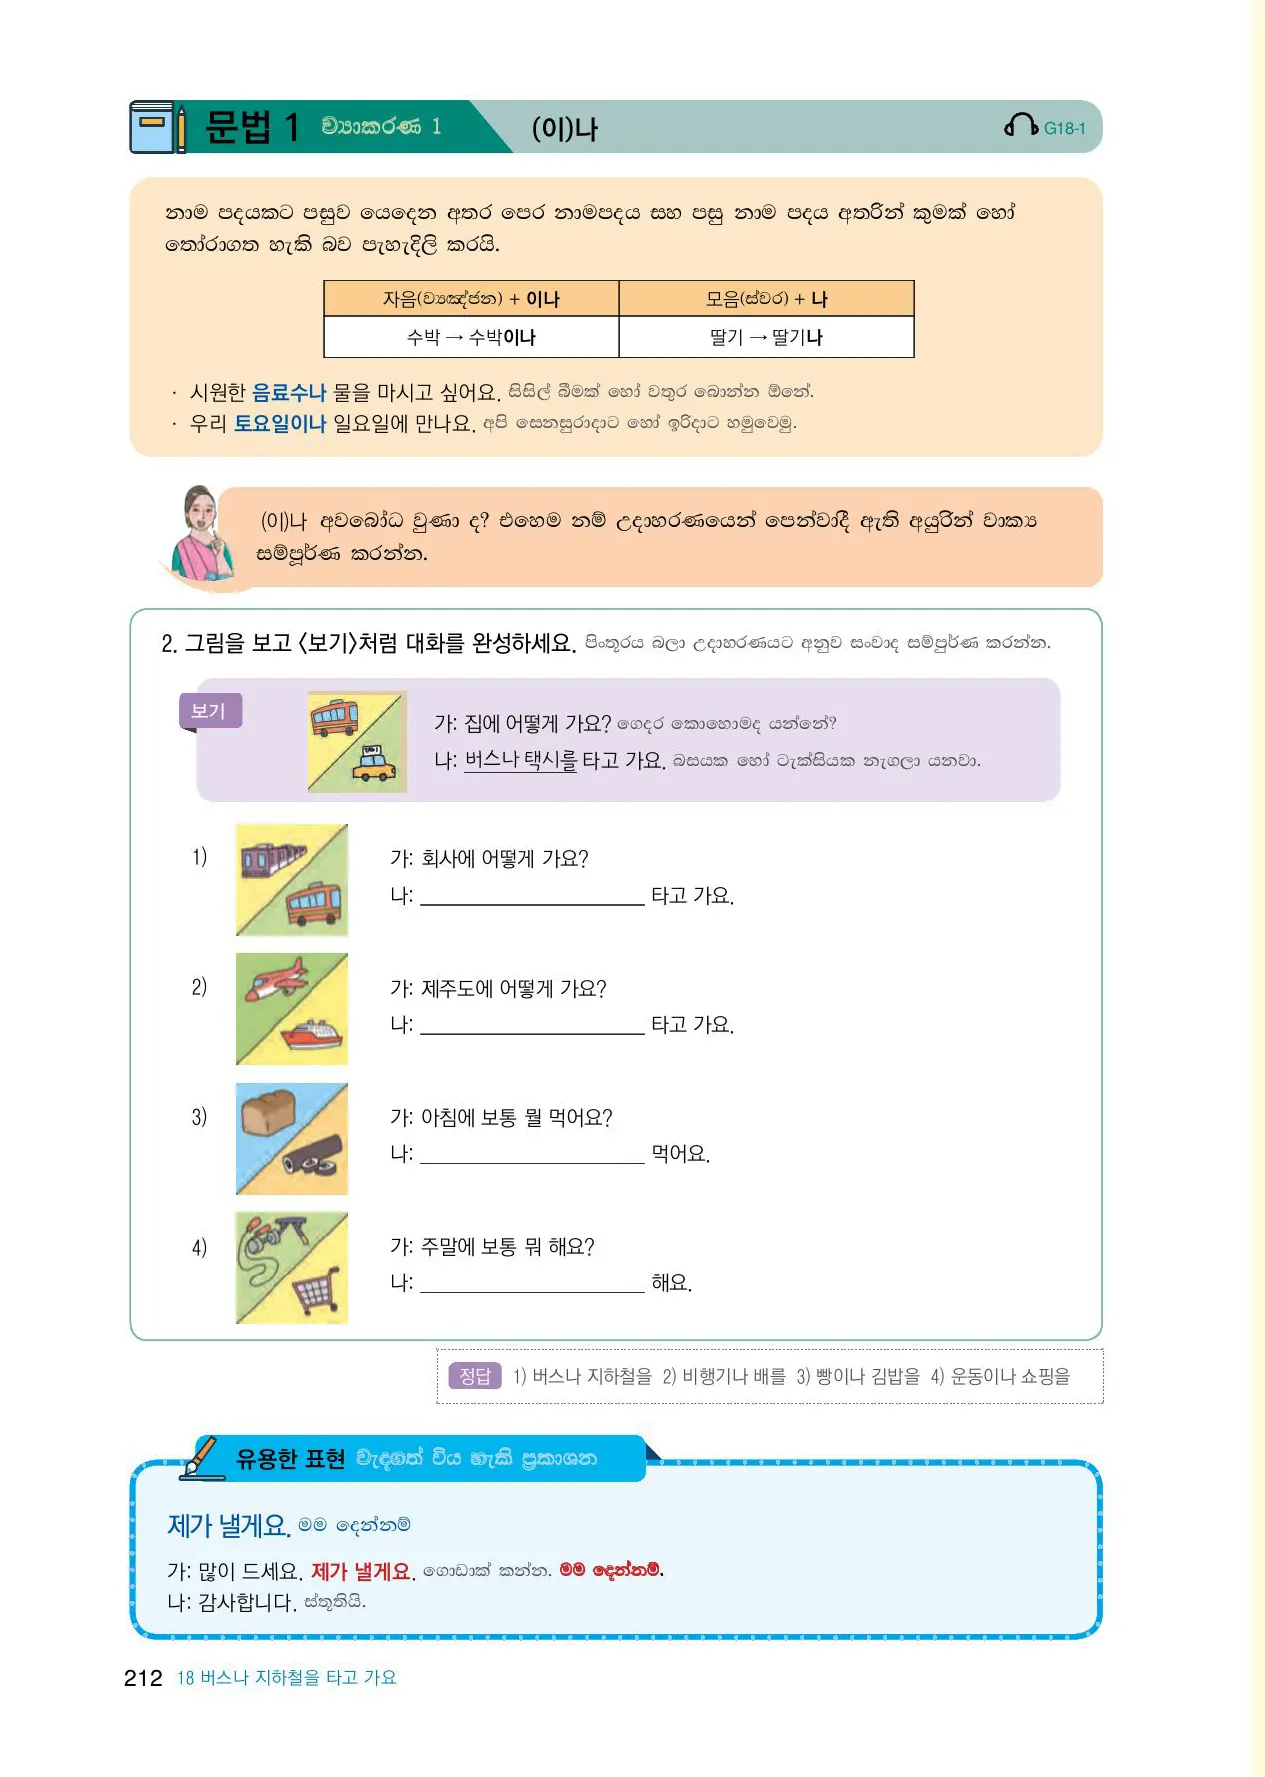 문법 1 ව්‍යාකරණ 1 (이)나 G18-1
නාම පදයකට පසුව යෙදෙන අතර පෙර නාමපදය සහ පසු නාම පදය අතරින් කුමක් හෝ
තෝරාගත හැකි බව පැහැදිලි කරයි.
자음(ව්‍යඤ්ජන) + 이나 모음(ස්වර) + 나
수박 → 수박이나 딸기 → 딸기나
· 시원한 음료수나 물을 마시고 싶어요. සිසිල් බීමක් හෝ වතුර බොන්න ඕනේ.
· 우리 토요일이나 일요일에 만나요. අපි සෙනසුරාදාට හෝ ඉරිදාට හමුවෙමු.
(이)나 අවබෝධ වුණා ද? එහෙම නම් උදාහරණයෙන් පෙන්වාදී ඇති අයුරින් වාක්‍ය
සම්පූර්ණ කරන්න.
2. 그림을 보고 〈보기〉처럼 대화를 완성하세요. පින්තූරය බලා උදාහරණයට අනුව සංවාද සම්පුර්ණ කරන්න.
보기
가: 집에 어떻게 가요? ගෙදර කොහොමද යන්නේ?
TAXI
나: 버스나 택시를 타고 가요. බසයක හෝ ටැක්සියක නැගලා යනවා.
1) 가: 회사에 어떻게 가요?
나: ____________ 타고 가요.
2) 가: 제주도에 어떻게 가요?
나: ____________ 타고 가요.
3) 가: 아침에 보통 뭘 먹어요?
나: ____________ 먹어요.
4) 가: 주말에 보통 뭐 해요?
나: ____________ 해요.
정답 1) 버스나 지하철을 2) 비행기나 배를 3) 빵이나 김밥을 4) 운동이나 쇼핑을
유용한 표현 වැදගත් විය හැකි ප්‍රකාශන
제가 낼게요. මම දෙන්නම්
가: 많이 드세요. 제가 낼게요. ගොඩාක් කන්න. මම දෙන්නම්.
나: 감사합니다. ස්තූතියි.
212 18 버스나 지하철을 타고 가요